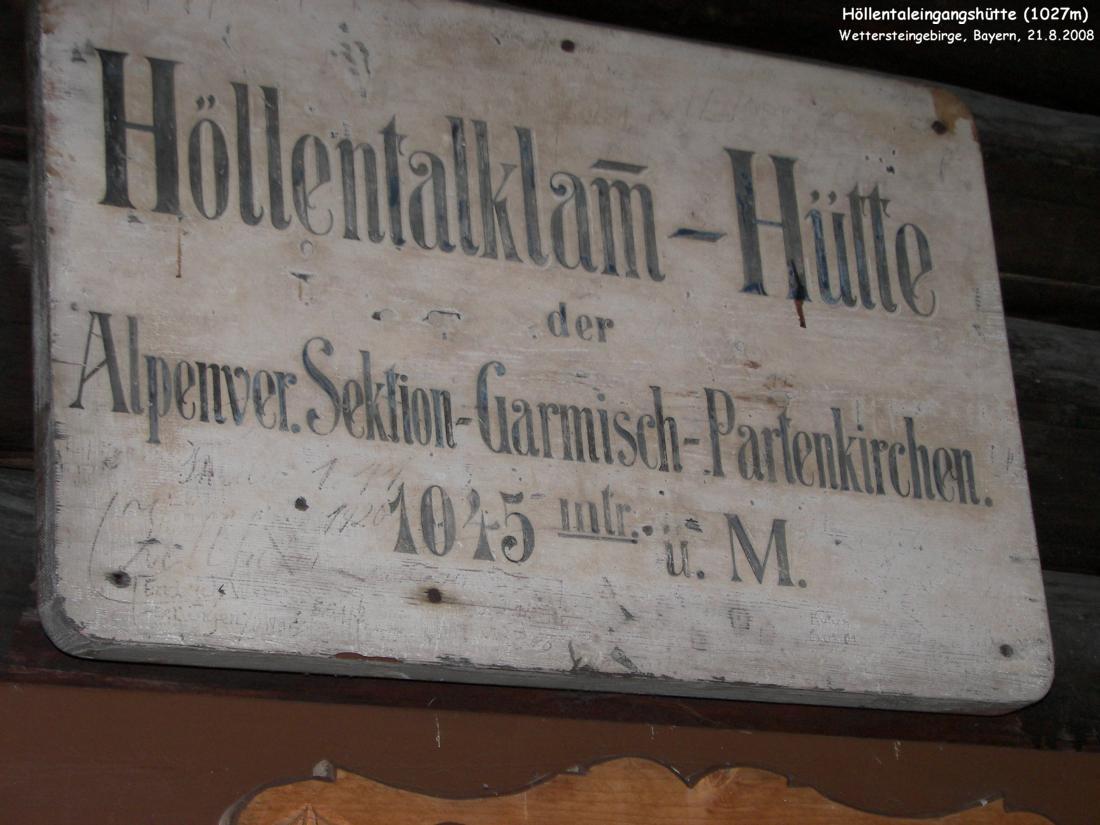 Höllentaleingangshütte (1027m)
Wettersteingebirge, Bayern, 21.8.2008
Höllentalklam̄-Hütte
der
Alpenver. Sektion-Garmisch-Partenkirchen.
1045 mtr. ü. M.